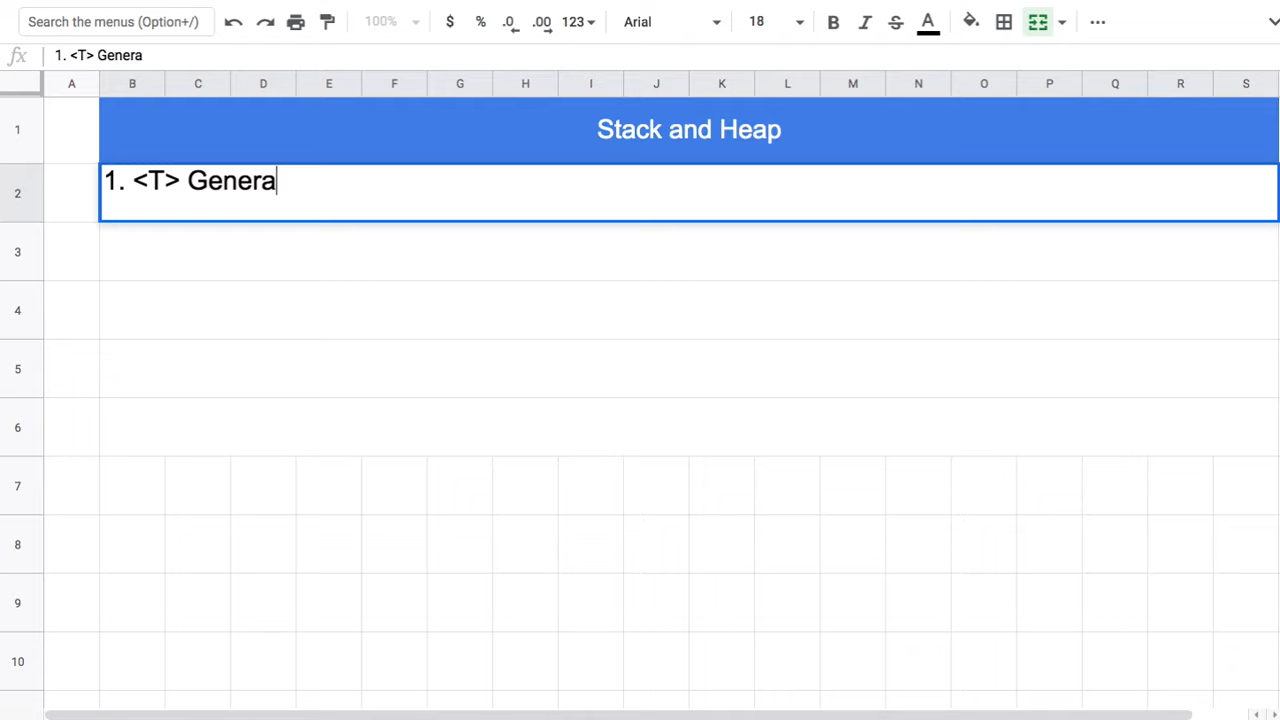 Search the menus (Option+/) 100% $ % .0 .00 123 Arial 18 B I S A ...
fx 1. <T> Genera
A B C D E F G H I J K L M N O P Q R S
1 Stack and Heap
2 1. <T> Genera
3
4
5
6
7
8
9
10